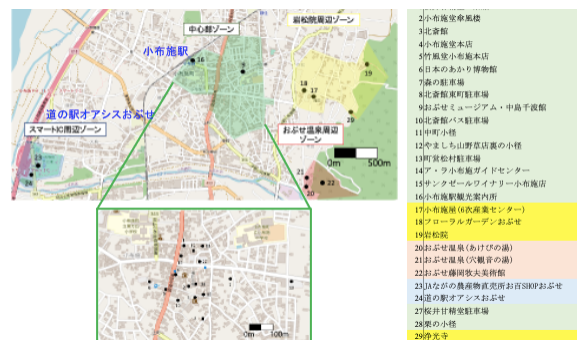 中心部ゾーン
岩松院周辺ゾーン
小布施駅
16
9
19
18
17
29
道の駅オアシスおぶせ
スマートIC周辺ゾーン
おぶせ温泉周辺ゾーン
0m 500m
23
24
21
22
20
0m 100m
2 小布施堂傘風楼
3 北斎館
4 小布施堂本店
5 竹風堂小布施本店
6 日本のあかり博物館
7 森の駐車場
8 北斎館東町駐車場
9 おぶせミュージアム・中島千波館
10 北斎館バス駐車場
11 中町小径
12 やましち山野草店裏の小径
13 町営松村駐車場
14 ア・ラ小布施ガイドセンター
15 サンクゼールワイナリー小布施店
16 小布施駅観光案内所
17 小布施屋(6次産業センター)
18 フローラルガーデンおぶせ
19 岩松院
20 おぶせ温泉(あけびの湯)
21 おぶせ温泉(穴観音の湯)
22 おぶせ藤岡牧夫美術館
23 JAながの農産物直売所お百SHOPおぶせ
24 道の駅オアシスおぶせ
27 桜井甘精堂駐車場
28 栗の小径
29 浄光寺